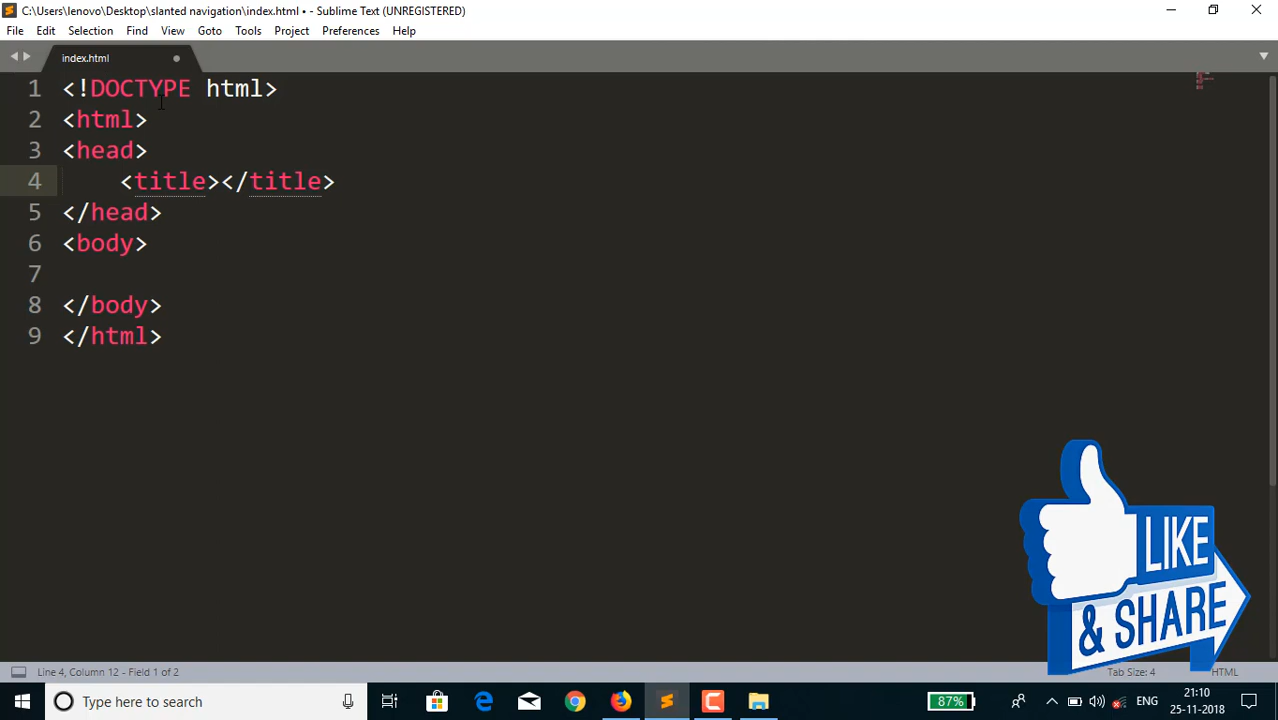 C:\Users\lenovo\Desktop\slanted navigation\index.html • - Sublime Text (UNREGISTERED)
File Edit Selection Find View Goto Tools Project Preferences Help
index.html
1 <!DOCTYPE html>
2 <html>
3 <head>
4 <title></title>
5 </head>
6 <body>
7
8 </body>
9 </html>
LIKE
& SHARE
Line 4, Column 12 - Field 1 of 2
Tab Size: 4
HTML
Type here to search
87%
ENG
21:10
25-11-2018